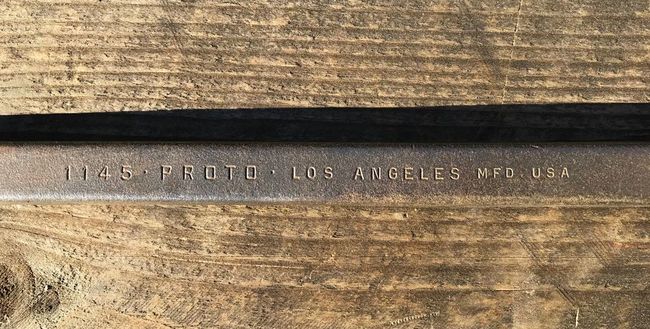 1145 · PROTO · LOS ANGELES MFD. USA